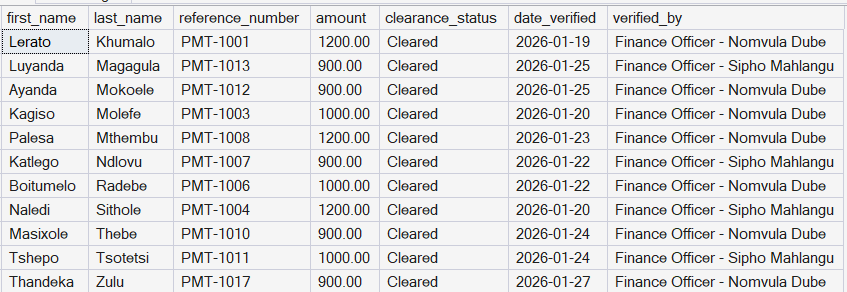 first_name last_name reference_number amount clearance_status date_verified verified_by
Lerato Khumalo PMT-1001 1200.00 Cleared 2026-01-19 Finance Officer - Nomvula Dube
Luyanda Magagula PMT-1013 900.00 Cleared 2026-01-25 Finance Officer - Sipho Mahlangu
Ayanda Mokoele PMT-1012 900.00 Cleared 2026-01-25 Finance Officer - Nomvula Dube
Kagiso Molefe PMT-1003 1000.00 Cleared 2026-01-20 Finance Officer - Nomvula Dube
Palesa Mthembu PMT-1008 1200.00 Cleared 2026-01-23 Finance Officer - Nomvula Dube
Katlego Ndlovu PMT-1007 900.00 Cleared 2026-01-22 Finance Officer - Sipho Mahlangu
Boitumelo Radebe PMT-1006 1000.00 Cleared 2026-01-22 Finance Officer - Nomvula Dube
Naledi Sithole PMT-1004 1200.00 Cleared 2026-01-20 Finance Officer - Sipho Mahlangu
Masixole Thebe PMT-1010 900.00 Cleared 2026-01-24 Finance Officer - Nomvula Dube
Tshepo Tsotetsi PMT-1011 1000.00 Cleared 2026-01-24 Finance Officer - Sipho Mahlangu
Thandeka Zulu PMT-1017 900.00 Cleared 2026-01-27 Finance Officer - Nomvula Dube